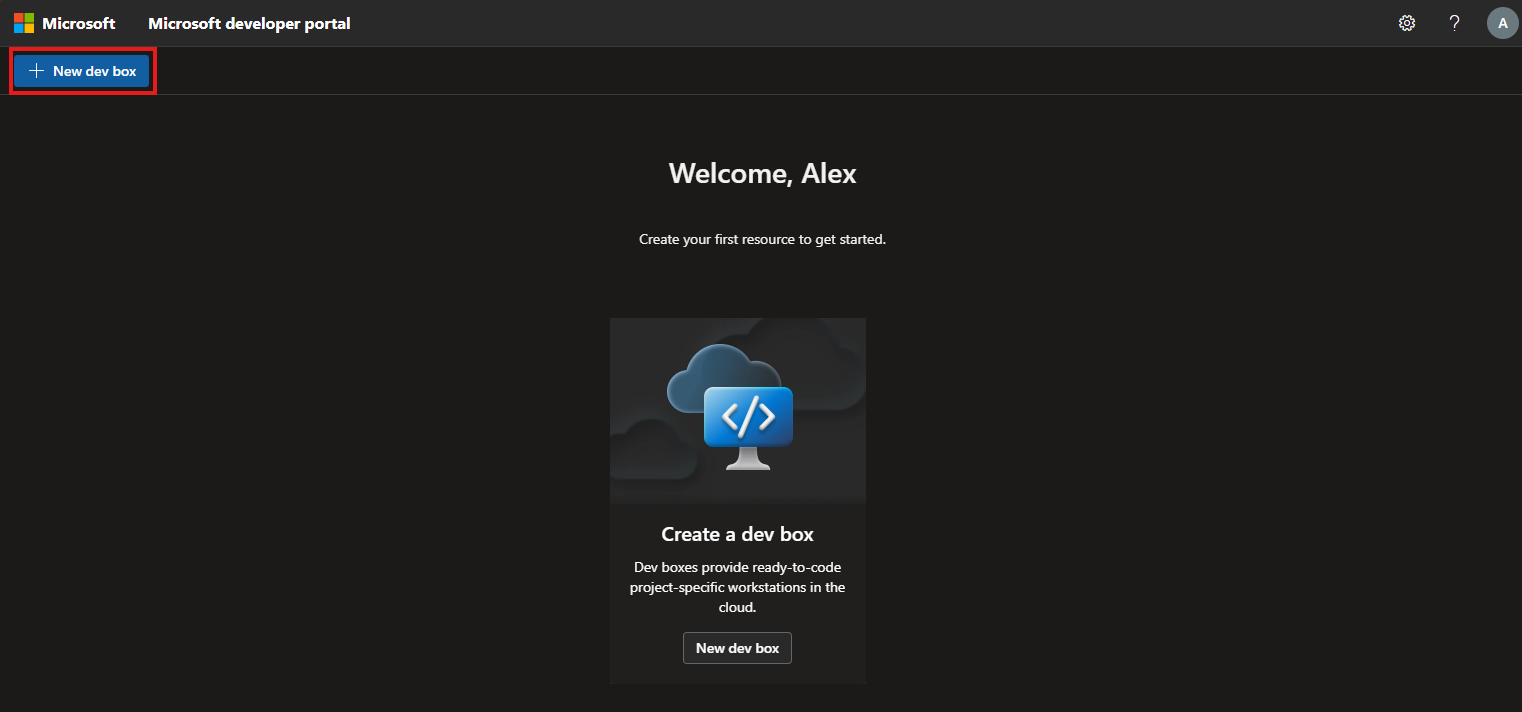 Microsoft Microsoft developer portal A
New dev box
Welcome, Alex
Create your first resource to get started.
Create a dev box
Dev boxes provide ready-to-code
project-specific workstations in the
cloud.
New dev box